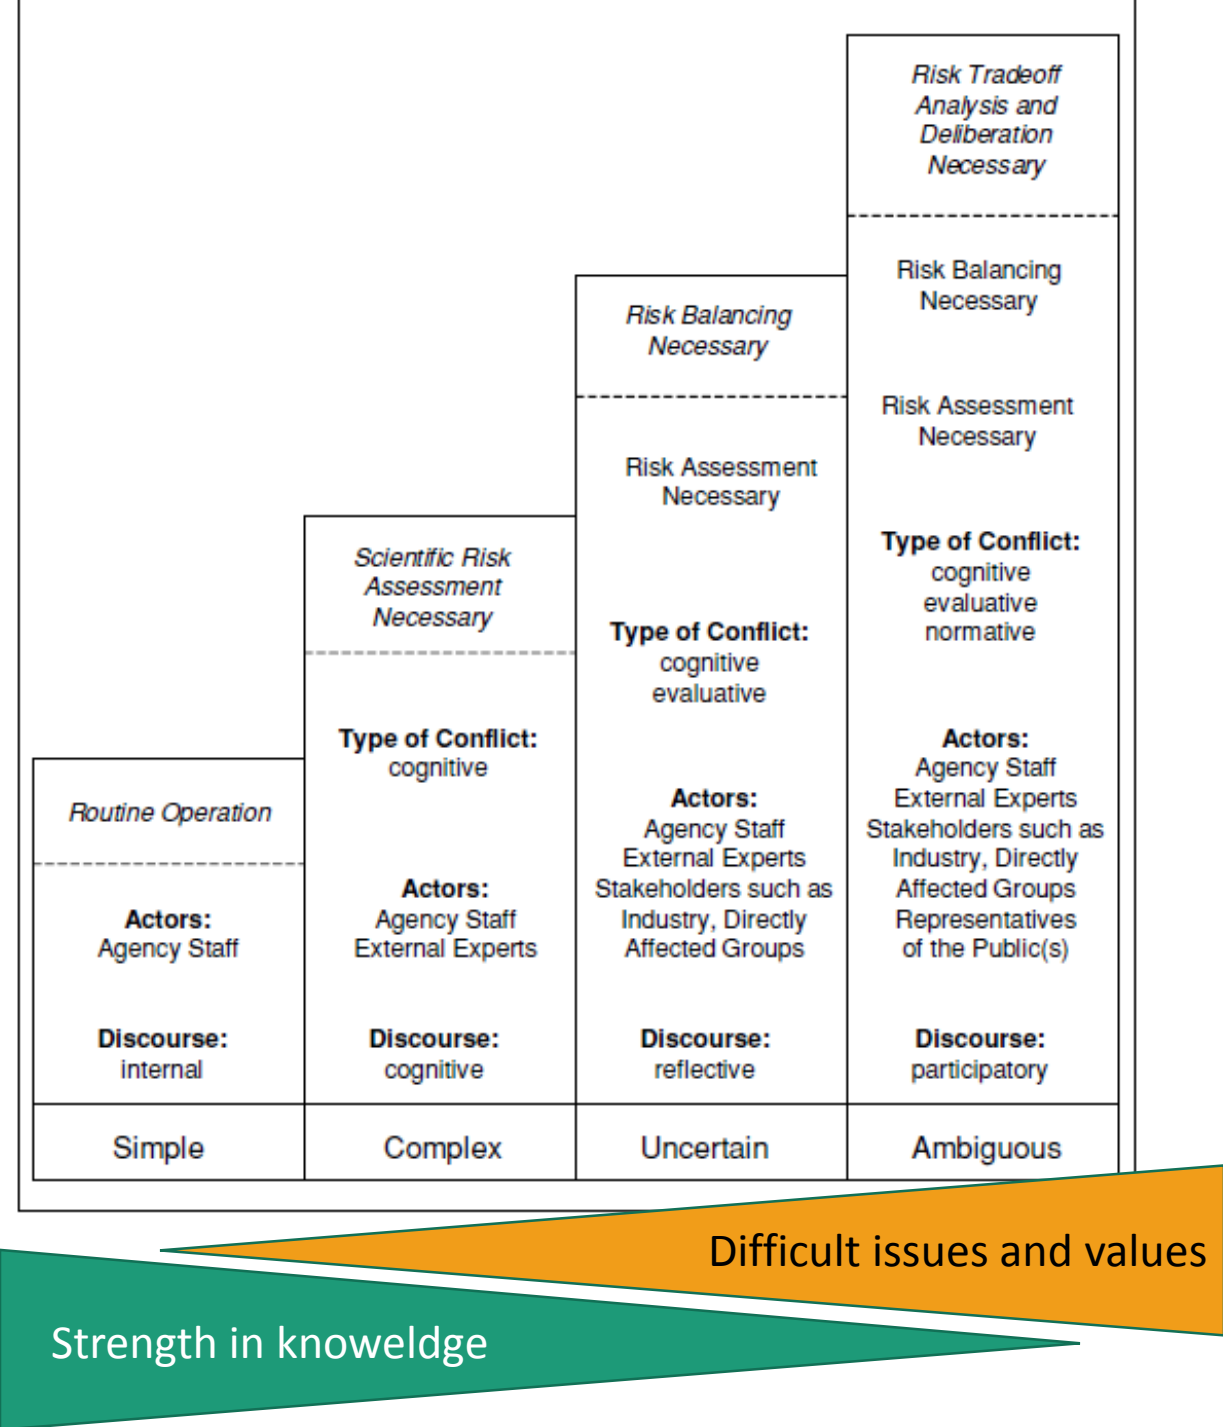 Routine Operation
Actors:
Agency Staff
Discourse:
internal
Simple
Scientific Risk
Assessment
Necessary
Type of Conflict:
cognitive
Actors:
Agency Staff
External Experts
Discourse:
cognitive
Complex
Risk Balancing
Necessary
Risk Assessment
Necessary
Type of Conflict:
cognitive
evaluative
Actors:
Agency Staff
External Experts
Stakeholders such as
Industry, Directly
Affected Groups
Discourse:
reflective
Uncertain
Risk Tradeoff
Analysis and
Deliberation
Necessary
Risk Balancing
Necessary
Risk Assessment
Necessary
Type of Conflict:
cognitive
evaluative
normative
Actors:
Agency Staff
External Experts
Stakeholders such as
Industry, Directly
Affected Groups
Representatives
of the Public(s)
Discourse:
participatory
Ambiguous
Difficult issues and values
Strength in knoweldge